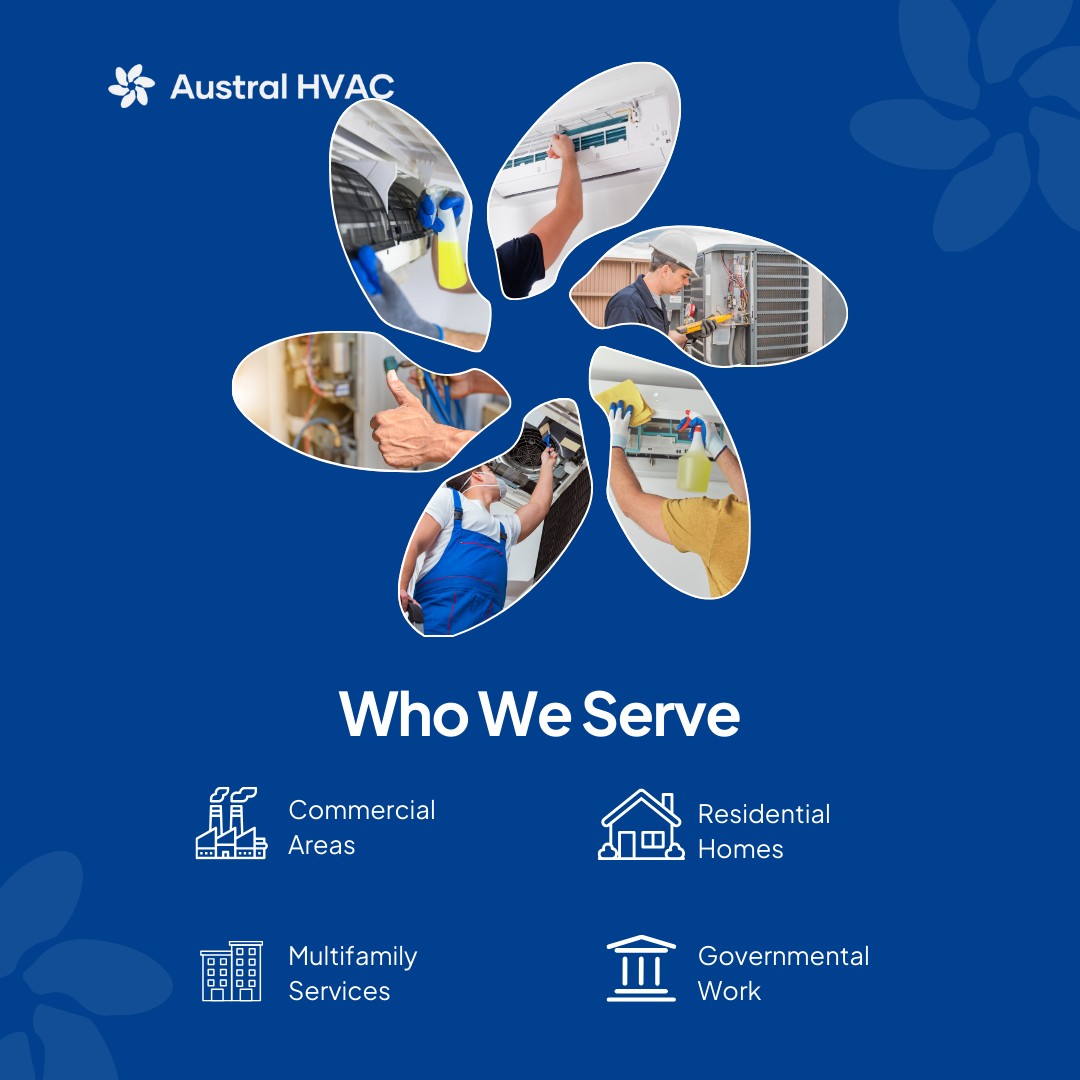 Austral HVAC
Who We Serve
Commercial
Areas
Residential
Homes
Multifamily
Services
Governmental
Work